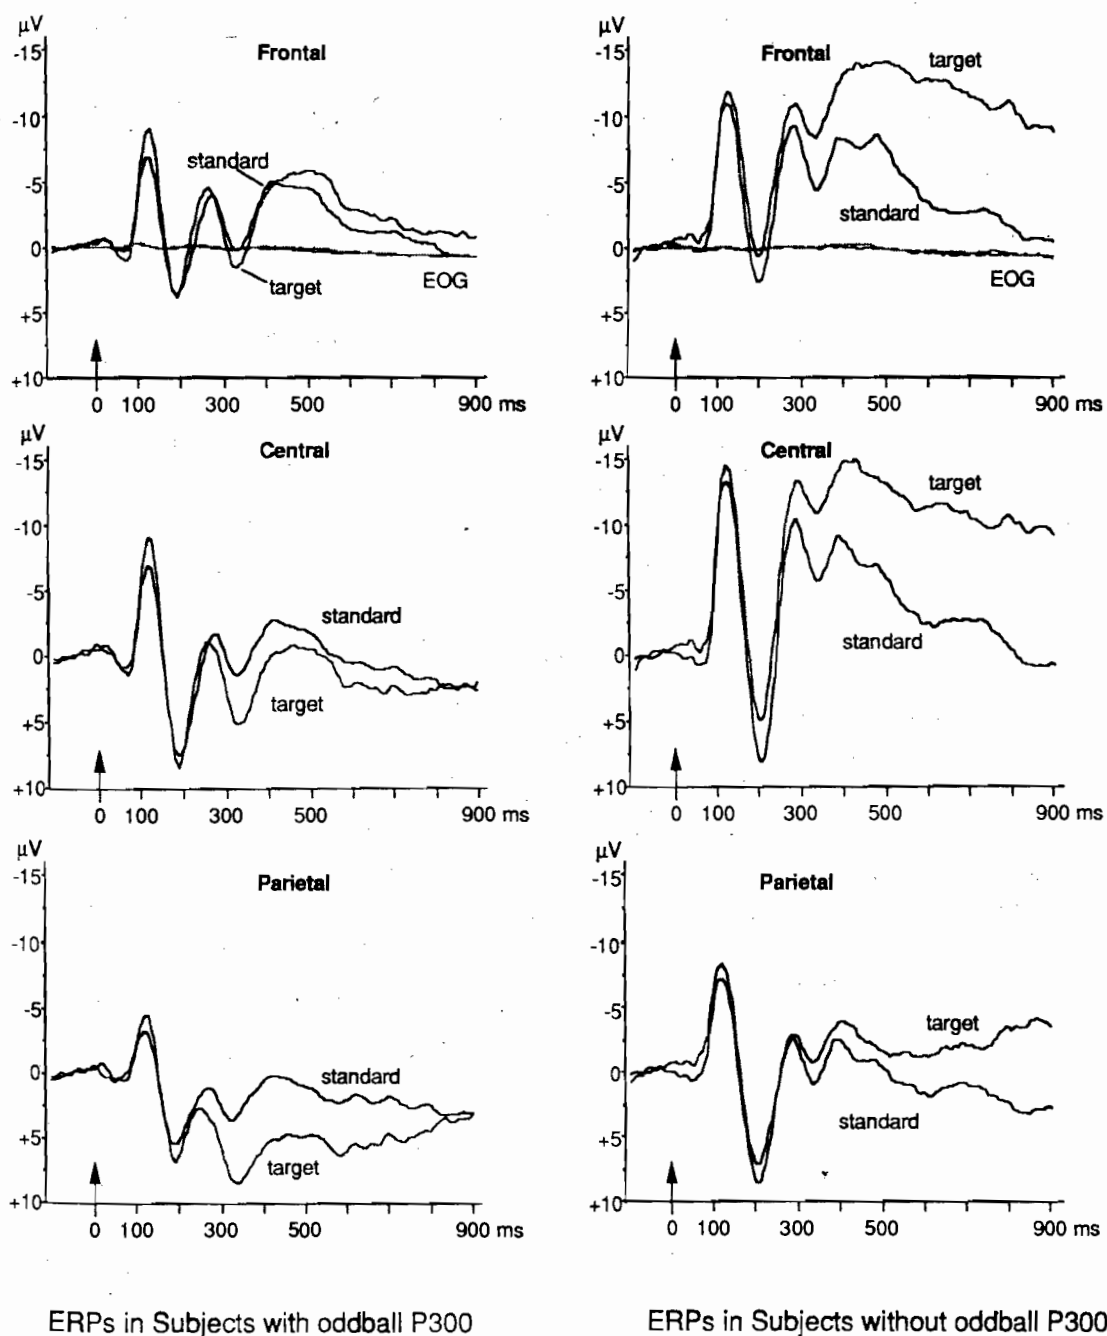 µV
-15
Frontal
-10
standard
-5
0
target
EOG
+5
+10
0 100 300 500 900 ms
µV
-15
Frontal
target
-10
-5
standard
0
EOG
+5
+10
0 100 300 500 900 ms
µV
-15
Central
-10
-5
standard
0
target
+5
+10
0 100 300 500 900 ms
µV
-15
Central
target
-10
-5
standard
0
+5
+10
0 100 300 500 900 ms
µV
-15
Parietal
-10
-5
0
standard
+5
target
+10
0 100 300 500 900 ms
µV
-15
Parietal
-10
-5
target
0
standard
+5
+10
0 100 300 500 900 ms
ERPs in Subjects with oddball P300
ERPs in Subjects without oddball P300